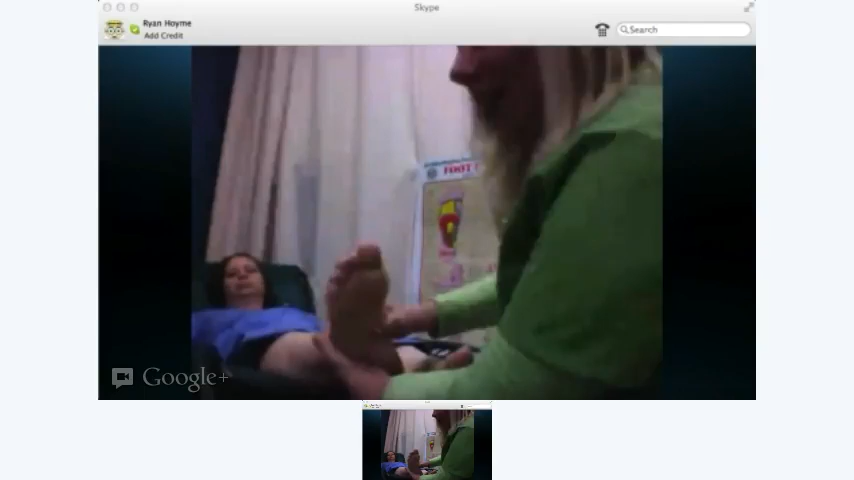 Skype
Ryan Hoyme
Add Credit
Search
FOOT
Google+